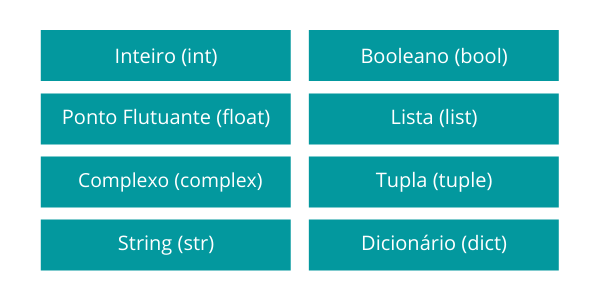 Inteiro (int)
Booleano (bool)
Ponto Flutuante (float)
Lista (list)
Complexo (complex)
Tupla (tuple)
String (str)
Dicionário (dict)